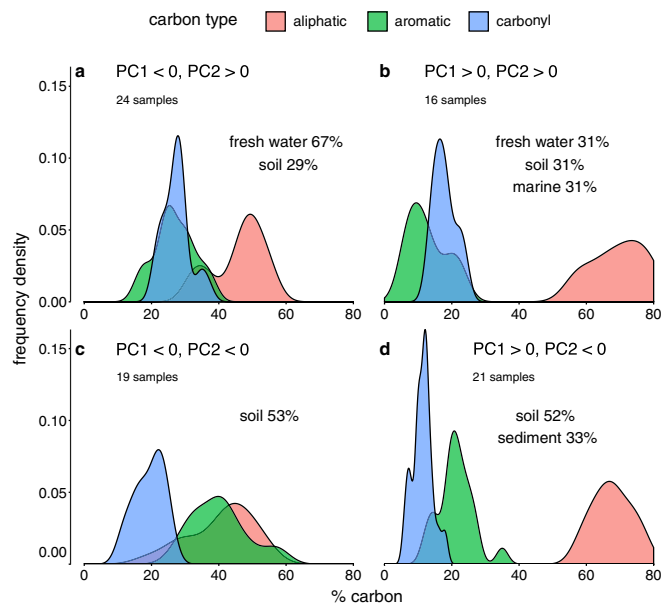 carbon type aliphatic aromatic carbonyl
a PC1 < 0, PC2 > 0
24 samples
fresh water 67%
soil 29%
0.15
0.10
0.05
0.00
0 20 40 60 80
b PC1 > 0, PC2 > 0
16 samples
fresh water 31%
soil 31%
marine 31%
0 20 40 60 80
frequency density
c PC1 < 0, PC2 < 0
19 samples
soil 53%
0.15
0.10
0.05
0.00
0 20 40 60 80
d PC1 > 0, PC2 < 0
21 samples
soil 52%
sediment 33%
0 20 40 60 80
% carbon